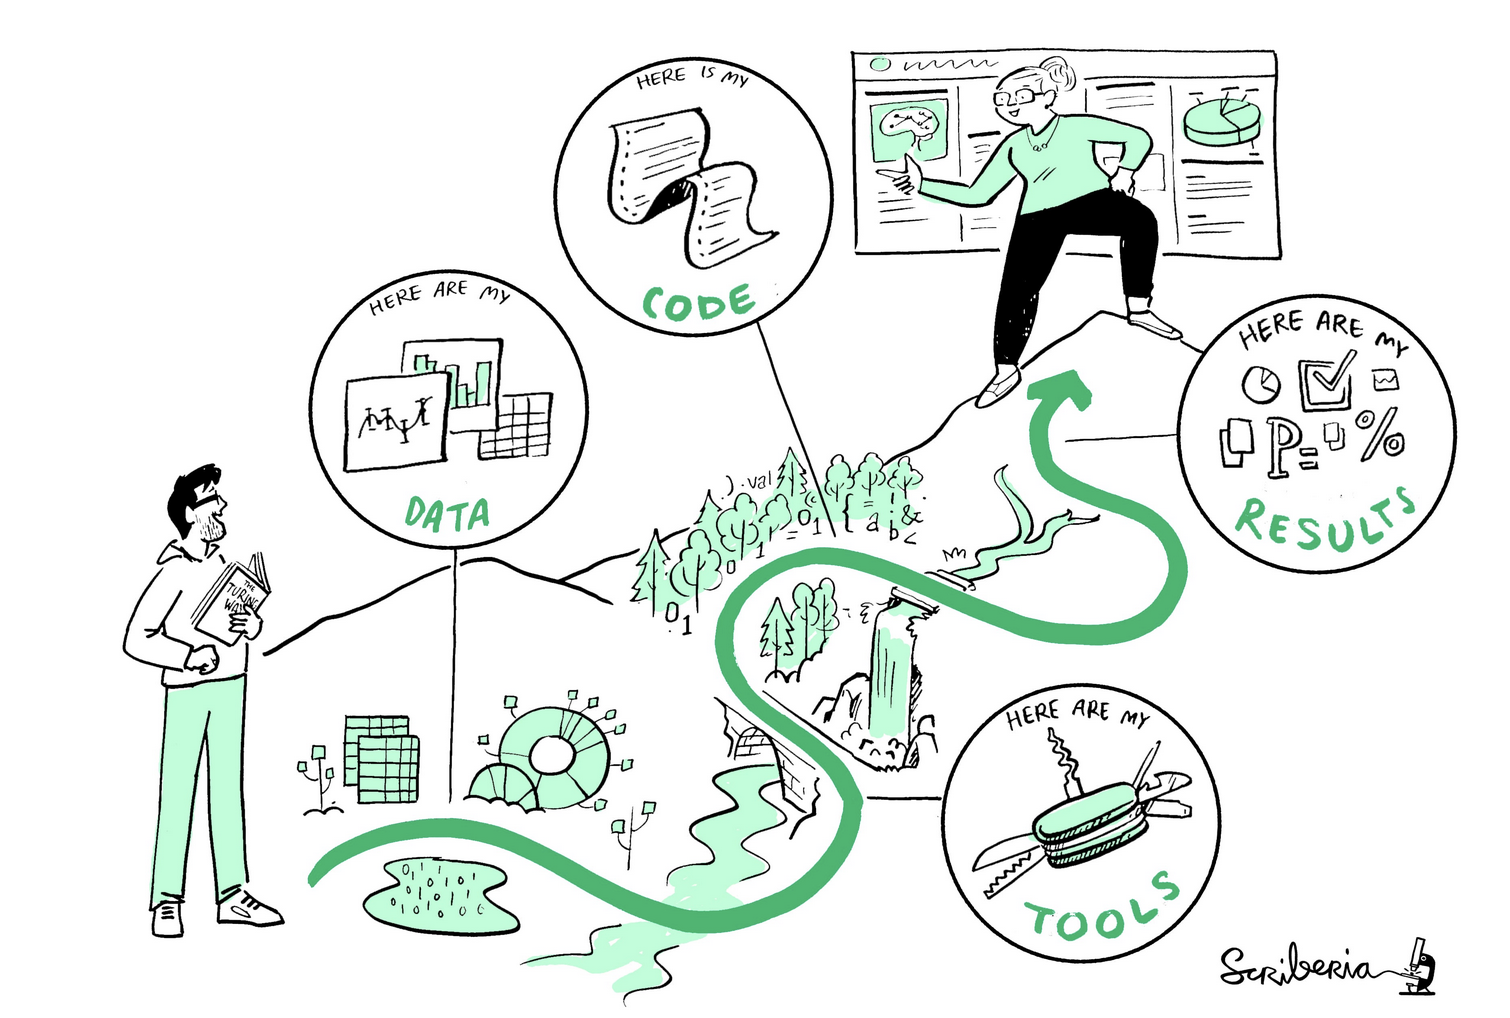 HERE IS MY
CODE
HERE ARE MY
DATA
HERE ARE MY
P=
%
RESULTS
THE
TURING
WAY
) .val
HERE ARE MY
TOOLS
Scriberia